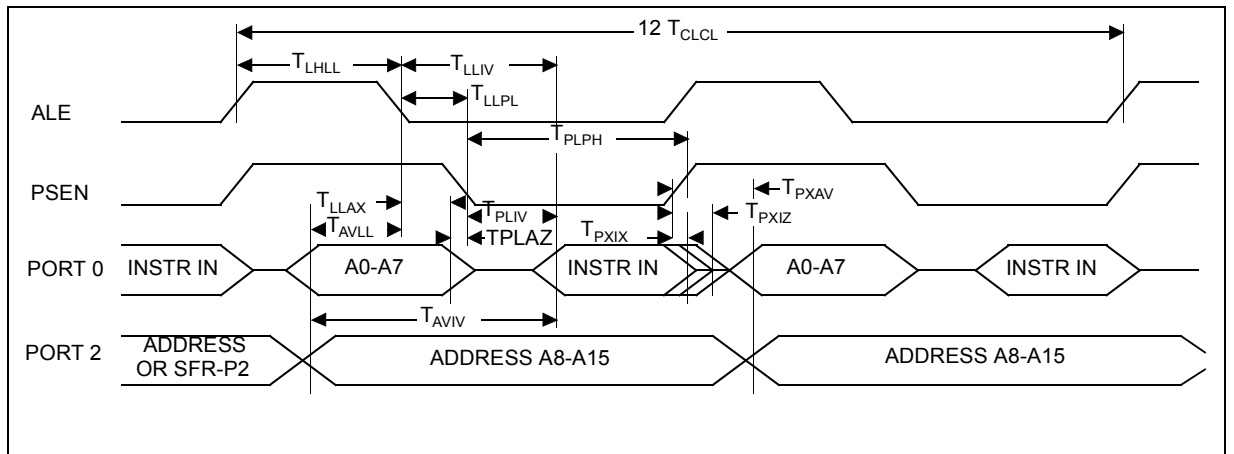 12 TCLCL
TLHLL TLLIV
TLLPL
ALE
TPLPH
PSEN
TLLAX TPLIV TPXAV
TAVLL TPLAZ TPXIZ
TPXIX
PORT 0 INSTR IN A0-A7 INSTR IN A0-A7 INSTR IN
TAVIV
PORT 2 ADDRESS OR SFR-P2 ADDRESS A8-A15 ADDRESS A8-A15